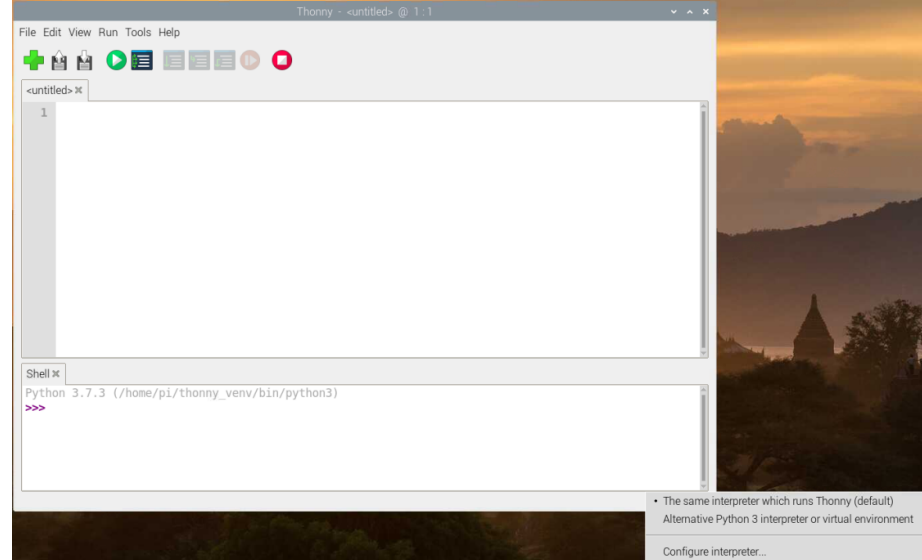 Thonny - <untitled> @ 1:1
File Edit View Run Tools Help
<untitled>
1
Shell
Python 3.7.3 (/home/pi/thonny_venv/bin/python3)
>>>
• The same interpreter which runs Thonny (default)
Alternative Python 3 interpreter or virtual environment
Configure interpreter...